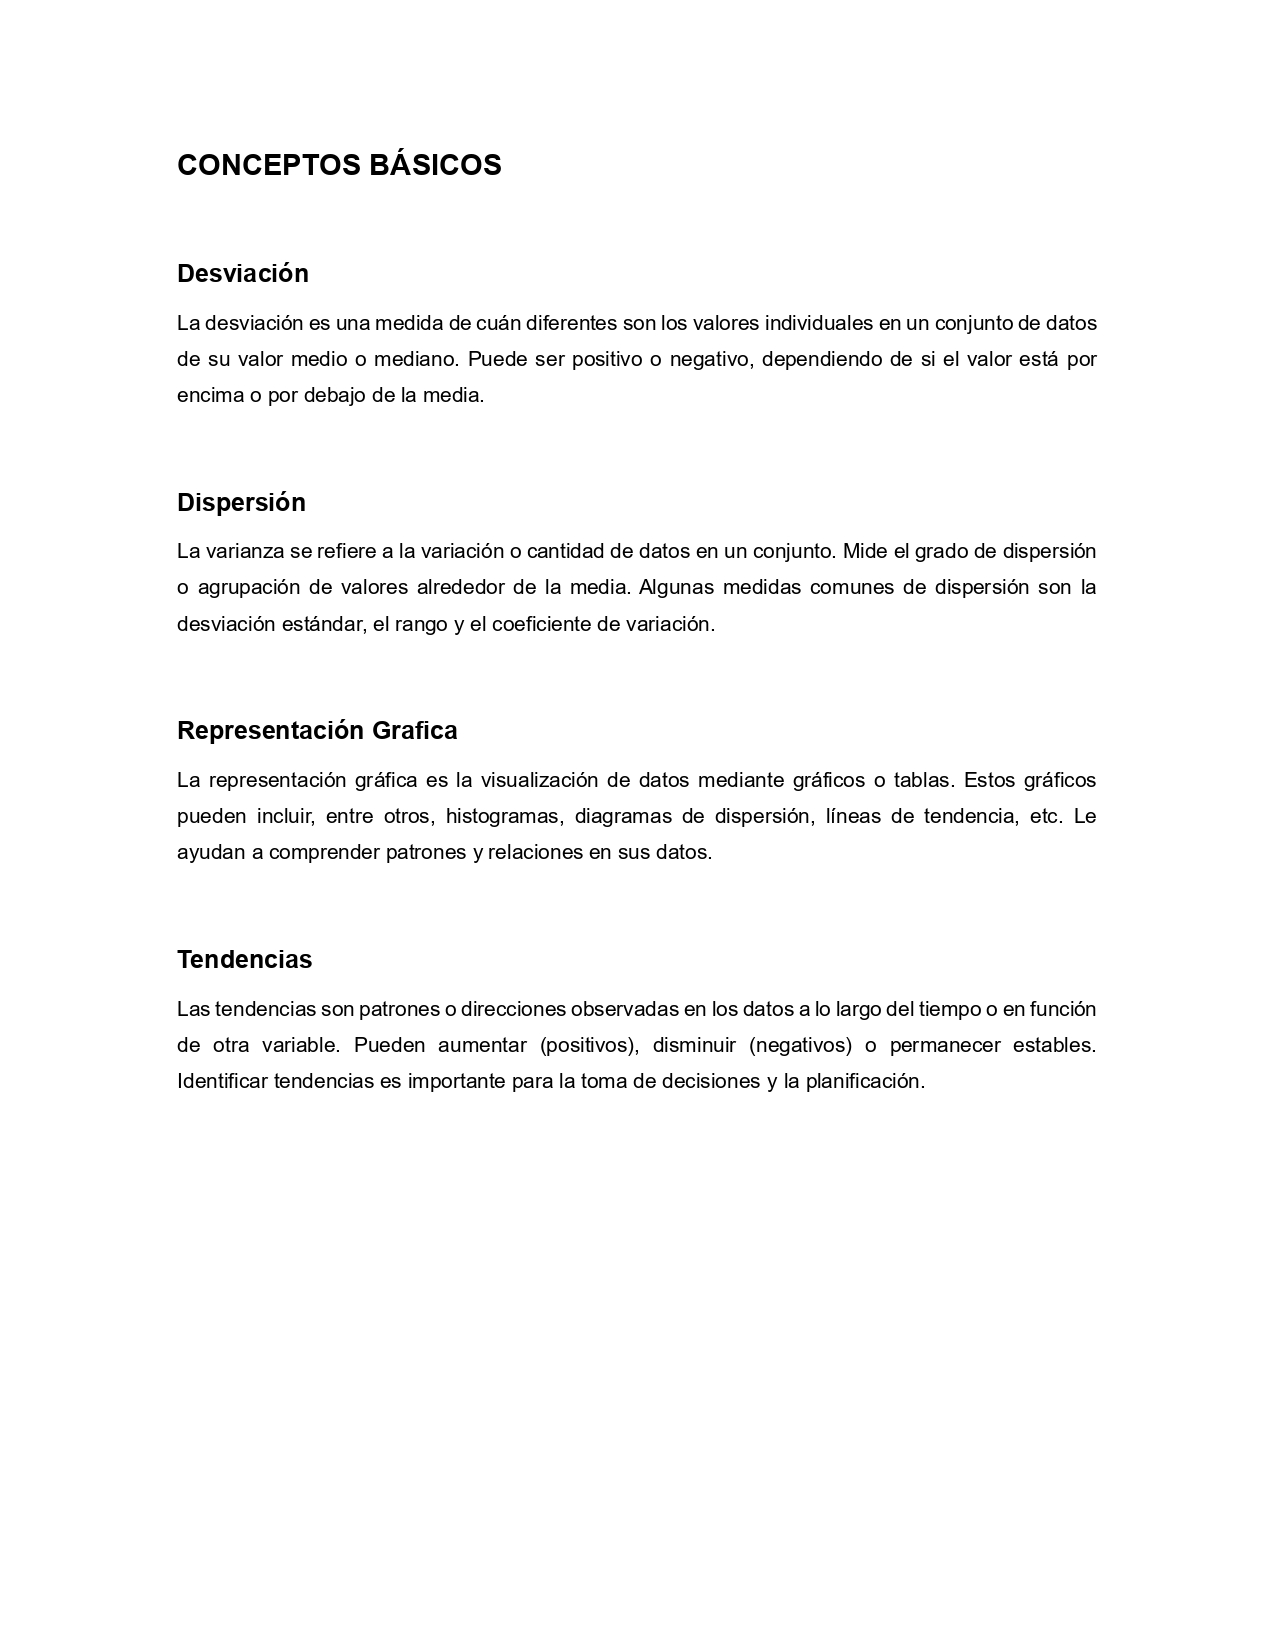 CONCEPTOS BÁSICOS
Desviación
La desviación es una medida de cuán diferentes son los valores individuales en un conjunto de datos
de su valor medio o mediano. Puede ser positivo o negativo, dependiendo de si el valor está por
encima o por debajo de la media.
Dispersión
La varianza se refiere a la variación o cantidad de datos en un conjunto. Mide el grado de dispersión
o agrupación de valores alrededor de la media. Algunas medidas comunes de dispersión son la
desviación estándar, el rango y el coeficiente de variación.
Representación Grafica
La representación gráfica es la visualización de datos mediante gráficos o tablas. Estos gráficos
pueden incluir, entre otros, histogramas, diagramas de dispersión, líneas de tendencia, etc. Le
ayudan a comprender patrones y relaciones en sus datos.
Tendencias
Las tendencias son patrones o direcciones observadas en los datos a lo largo del tiempo o en función
de otra variable. Pueden aumentar (positivos), disminuir (negativos) o permanecer estables.
Identificar tendencias es importante para la toma de decisiones y la planificación.